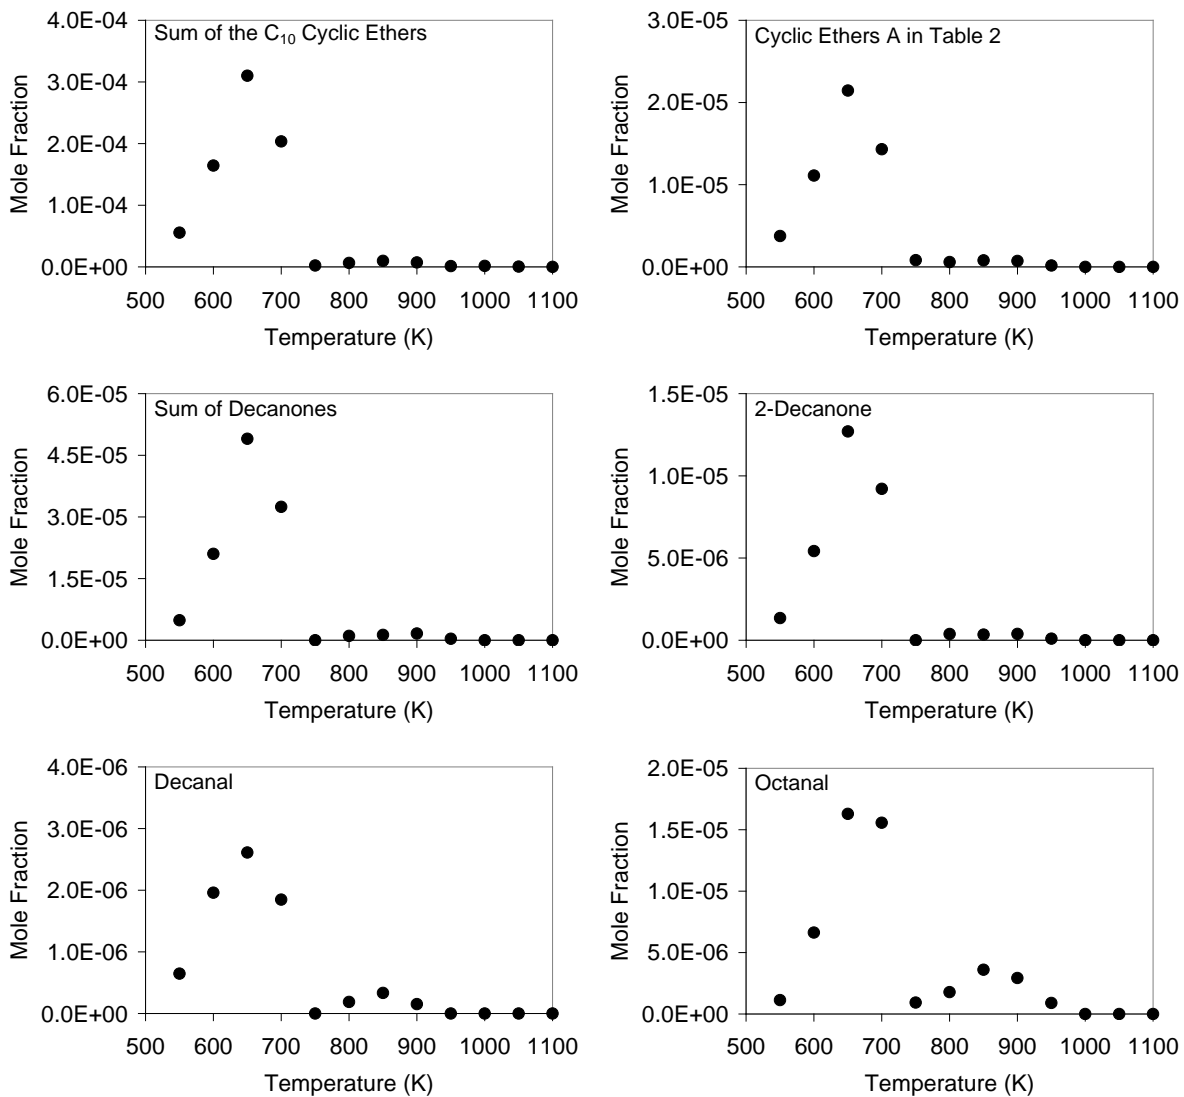 Sum of the C₁₀ Cyclic Ethers
4.0E-04
3.0E-04
2.0E-04
1.0E-04
0.0E+00
Mole Fraction
500 600 700 800 900 1000 1100
Temperature (K)
Cyclic Ethers A in Table 2
3.0E-05
2.0E-05
1.0E-05
0.0E+00
Mole Fraction
500 600 700 800 900 1000 1100
Temperature (K)
Sum of Decanones
6.0E-05
4.5E-05
3.0E-05
1.5E-05
0.0E+00
Mole Fraction
500 600 700 800 900 1000 1100
Temperature (K)
2-Decanone
1.5E-05
1.0E-05
5.0E-06
0.0E+00
Mole Fraction
500 600 700 800 900 1000 1100
Temperature (K)
Decanal
4.0E-06
3.0E-06
2.0E-06
1.0E-06
0.0E+00
Mole Fraction
500 600 700 800 900 1000 1100
Temperature (K)
Octanal
2.0E-05
1.5E-05
1.0E-05
5.0E-06
0.0E+00
Mole Fraction
500 600 700 800 900 1000 1100
Temperature (K)